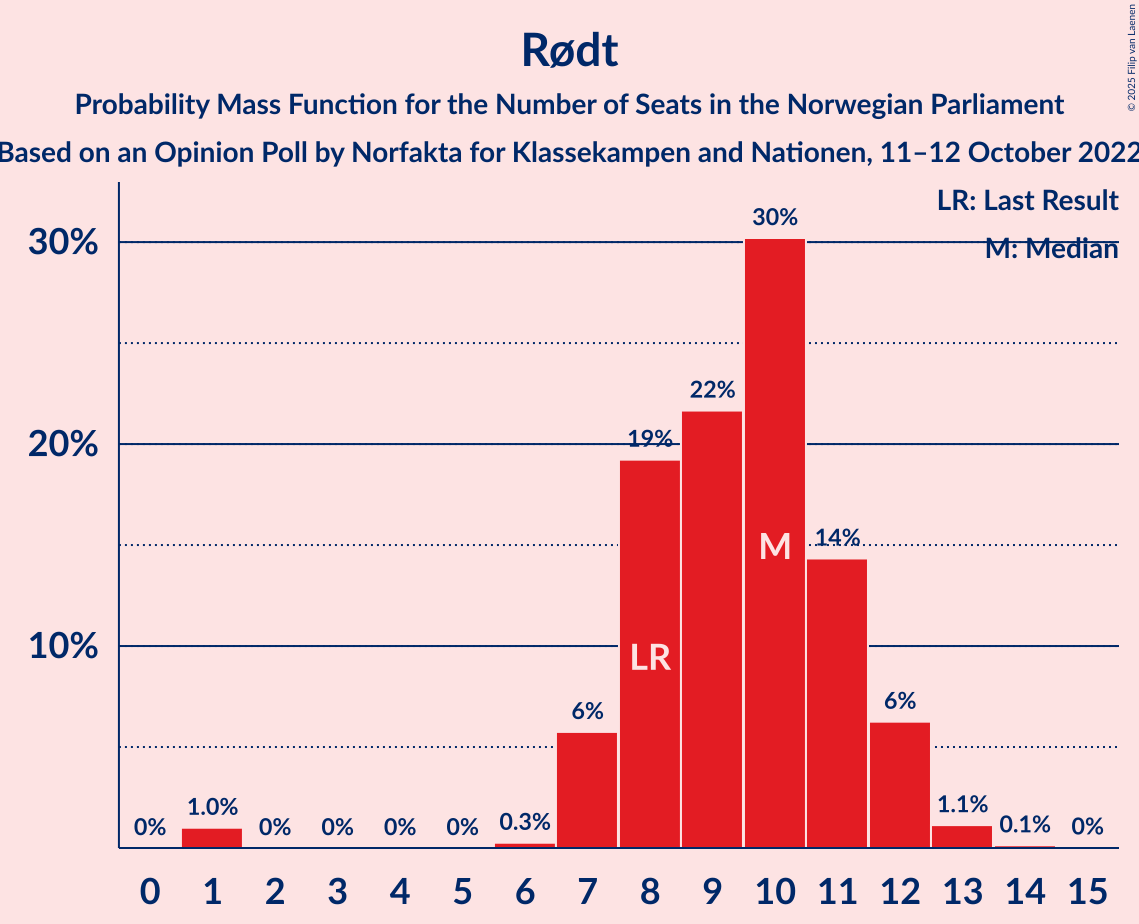 Rødt
Probability Mass Function for the Number of Seats in the Norwegian Parliament
Based on an Opinion Poll by Norfakta for Klassekampen and Nationen, 11–12 October 2022
© 2025 Filip van Laenen
LR: Last Result
M: Median
30%
20%
10%
0%
1.0%
0%
0%
0%
0%
0.3%
6%
19%
22%
30%
14%
6%
1.1%
0.1%
0%
LR
M
0 1 2 3 4 5 6 7 8 9 10 11 12 13 14 15